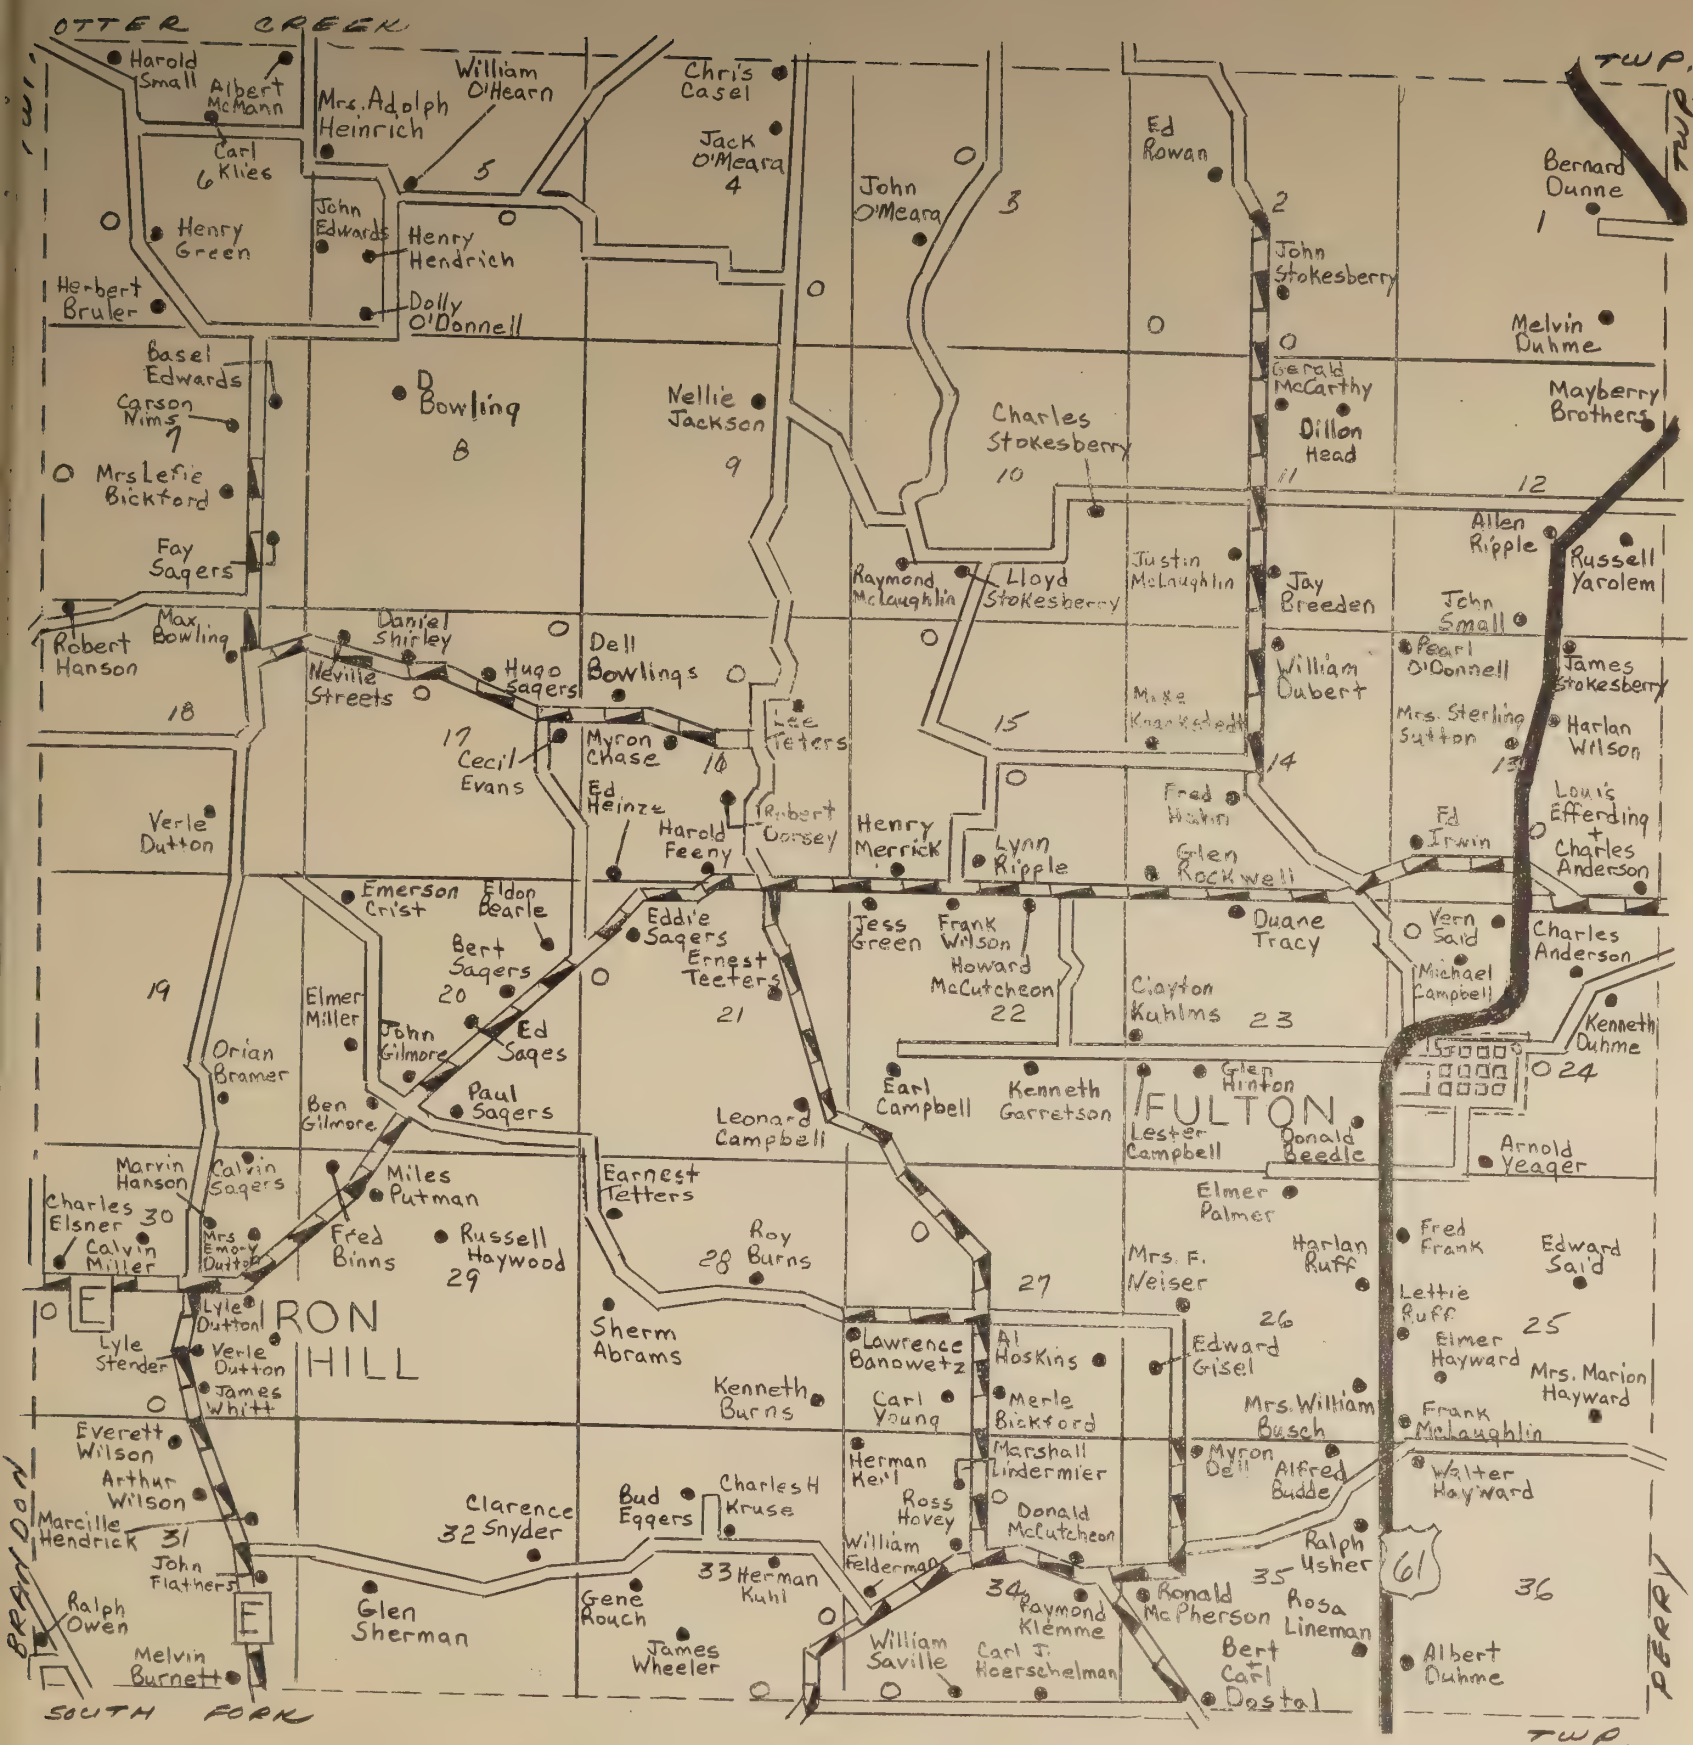 OTTER CREEK
TWP.
TWP.
Harold
Small
Albert
McMann
Carl
Klies
6
Mrs. Adolph
Heinrich
William
O'Hearn
5
Chris
Casel
Jack
O'Meara
4
John
O'Meara
3
Ed
Rowan
2
Bernard
Dunne
1
Henry
Green
John
Edwards
Henry
Hendrich
Herbert
Bruler
Dolly
O'Donnell
John
Stokesberry
Melvin
Duhme
Basel
Edwards
Carson
Nims
7
D
Bowling
8
Nellie
Jackson
9
Charles
Stokesberry
10
Gerald
McCarthy
Dillon
Head
11
Mayberry
Brothers
12
Mrs Lefie
Bickford
Fay
Sagers
Raymond
McLaughlin
Lloyd
Stokesberry
Justin
McLaughlin
Jay
Breeden
Allen
Ripple
Russell
Yarolem
John
Small
Robert
Hanson
Max
Bowling
Daniel
Shirley
Neville
Streets
Hugo
Sagers
Dell
Bowlings
William
Dubert
Pearl
O'Donnell
James
Stokesberry
18
17
Cecil
Evans
Myron
Chase
16
Lee
Teters
15
Mike
14
Mrs. Sterling
Sutton
13
Harlan
Wilson
Verle
Dutton
Ed
Heinze
Harold
Feeny
Robert
Dorsey
Henry
Merrick
Lynn
Ripple
Fred
Hahn
Glen
Rockwell
Ed
Irwin
Louis
Efferding
+
Charles
Anderson
Emerson
Crist
Eldon
Bearle
Bert
Sagers
20
Eddie
Sagers
Ernest
Teeters
Jess
Green
Frank
Wilson
Howard
McCutcheon
22
Duane
Tracy
Vern
Said
Charles
Anderson
19
Elmer
Miller
John
Gilmore
Ed
Sages
21
Clayton
Kuhlms
23
Michael
Campbell
Kenneth
Duhme
24
Orian
Bramer
Ben
Gilmore
Paul
Sagers
Leonard
Campbell
Earl
Campbell
Kenneth
Garretson
Glen
Hinton
FULTON
Lester
Campbell
Donald
Beedle
Arnold
Yeager
Marvin
Hanson
Calvin
Sagers
Charles
Elsner
30
Calvin
Miller
Mrs
Emory
Dutton
Miles
Putman
Fred
Binns
Russell
Haywood
29
Earnest
Tetters
28
Roy
Burns
27
Elmer
Palmer
Mrs. F.
Neiser
Harlan
Ruff
Fred
Frank
Edward
Said
E
Lyle
Dutton
IRON
HILL
Lyle
Stender
Verle
Dutton
James
Whitt
Sherm
Abrams
Kenneth
Burns
Lawrence
Banowetz
Al
Hoskins
Edward
Gisel
26
Lettie
Ruff
Elmer
Hayward
25
Mrs. Marion
Hayward
Carl
Young
Merle
Bickford
Mrs. William
Busch
Frank
McLaughlin
Everett
Wilson
Arthur
Wilson
Marcille
Hendrick
31
John
Flathers
Clarence
Snyder
32
Bud
Eggers
Charles H
Kruse
Herman
Keil
Marshall
Lindermier
Ross
Hovey
Donald
McCutcheon
Myron
Dell
Alfred
Budde
Walter
Hayward
William
Felderman
Ralph
Usher
61
BRANDON
Ralph
Owen
E
Glen
Sherman
Gene
Rouch
33
Herman
Kuhl
34
Raymond
Klemme
Ronald
McPherson
35
Rosa
Lineman
36
PERRY
Melvin
Burnett
James
Wheeler
William
Saville
Carl J.
Hoerschelman
Bert
+
Carl
Dostal
Albert
Duhme
SOUTH FORK
TWP.